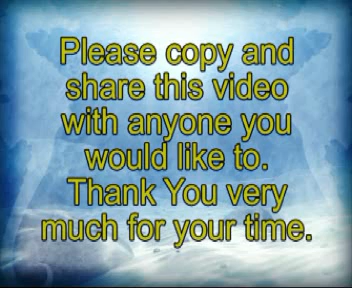 Please copy and
share this video
with anyone you
would like to.
Thank You very
much for your time.